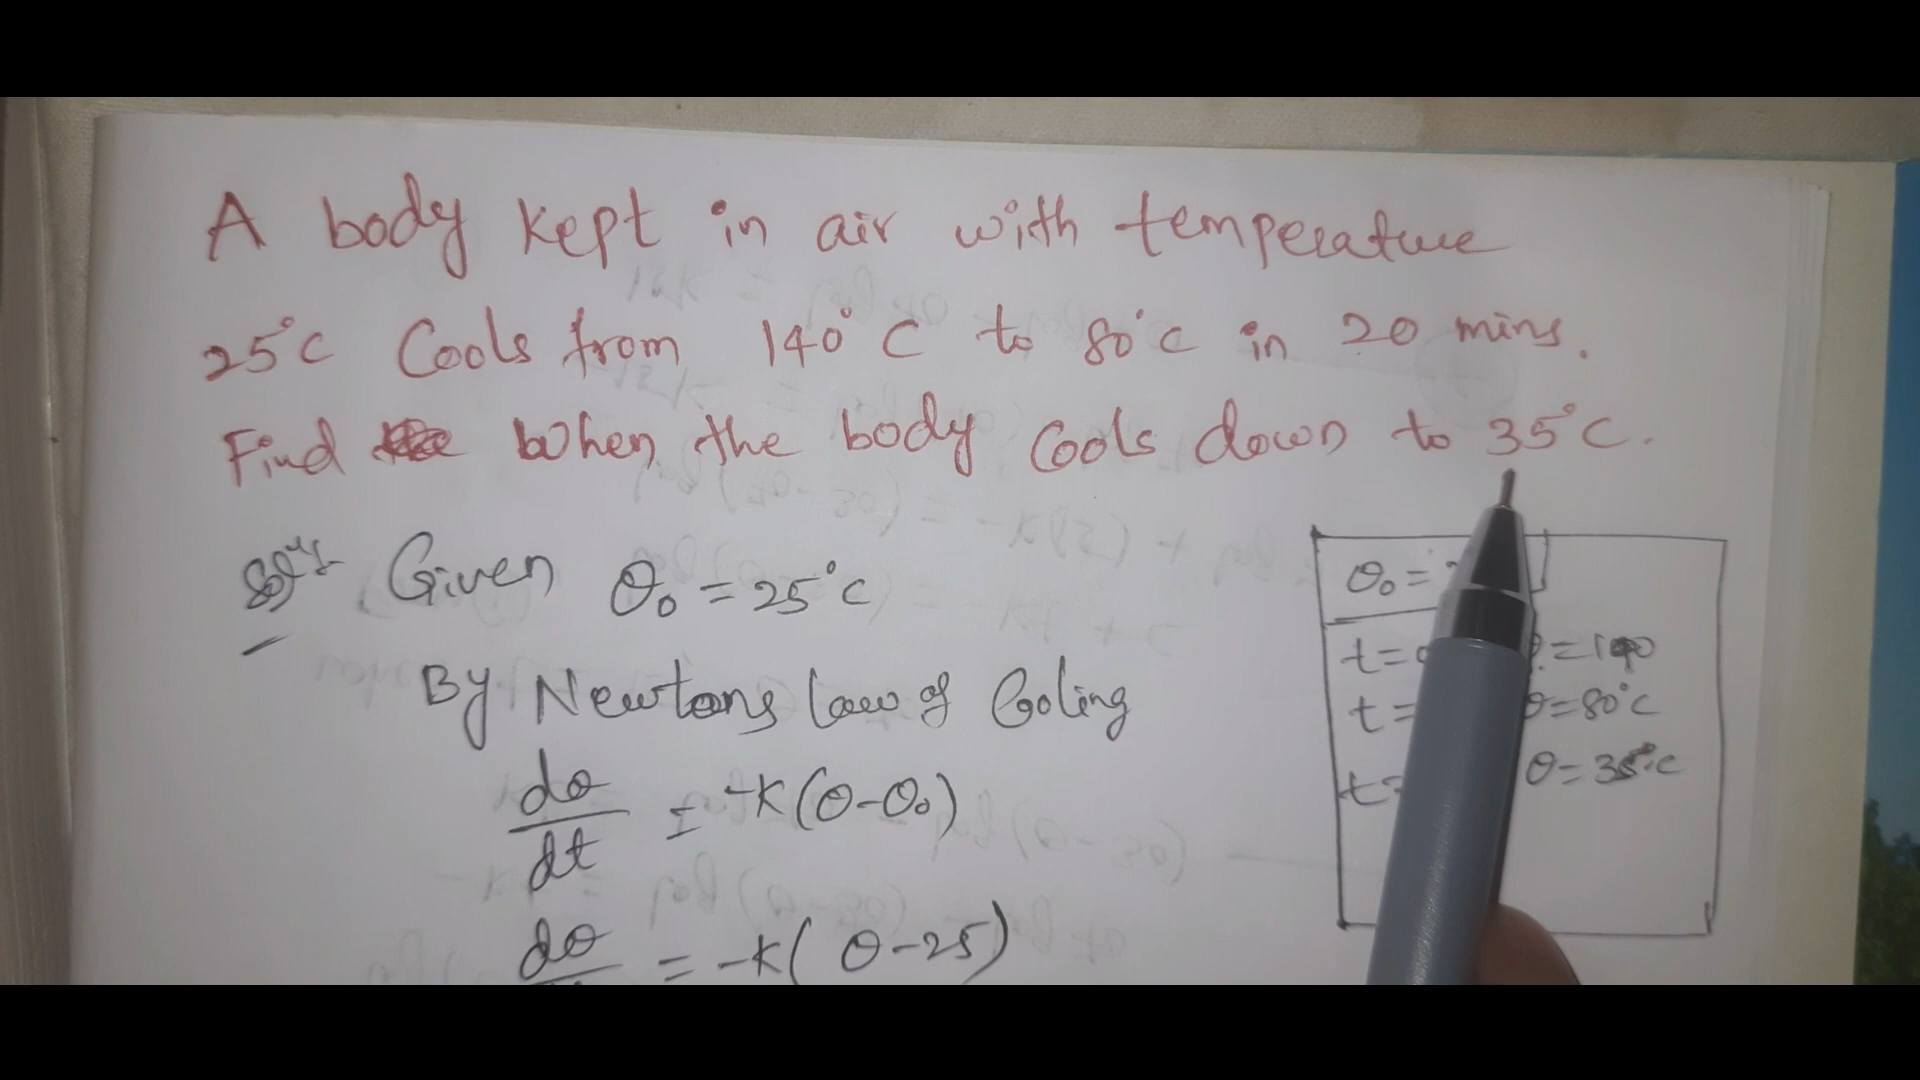 A body kept in air with temperature
25°C Cools from 140°C to 80°C in 20 mins.
Find when the body Cools down to 35°C.
Given θ₀ = 25°C
By Newtons law of Cooling
dθ/dt = -K(θ-θ₀)
dθ = -K(θ-25)
θ₀ =
t=
t= θ=80°C
t= θ=35°C